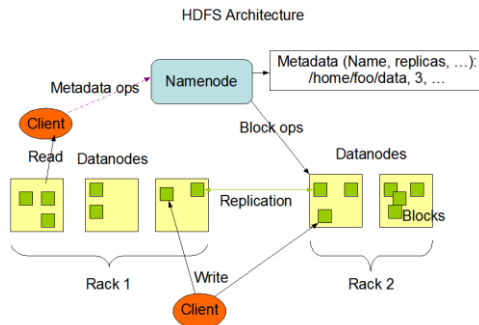 HDFS Architecture
Metadata (Name, replicas, …):
/home/foo/data, 3, …
Namenode
Metadata ops
Client
Block ops
Read
Datanodes
Datanodes
Replication
Blocks
Rack 1
Write
Rack 2
Client